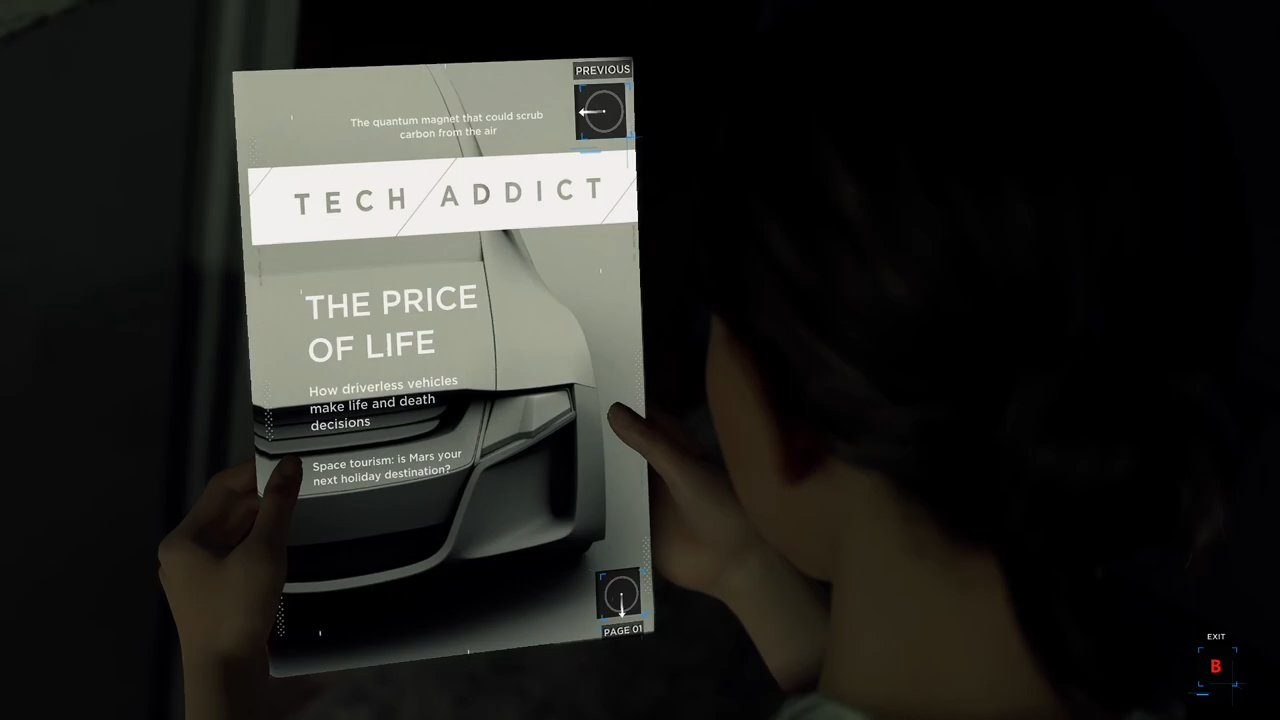 PREVIOUS
The quantum magnet that could scrub
carbon from the air
TECH ADDICT
THE PRICE
OF LIFE
How driverless vehicles
make life and death
decisions
Space tourism: is Mars your
next holiday destination?
PAGE 01
EXIT
B